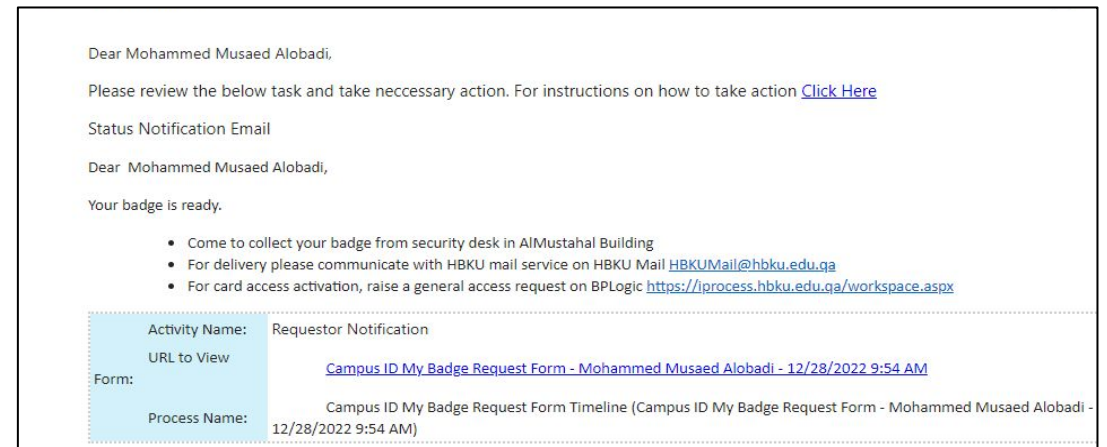 Dear Mohammed Musaed Alobadi,
Please review the below task and take neccessary action. For instructions on how to take action Click Here
Status Notification Email
Dear Mohammed Musaed Alobadi,
Your badge is ready.
• Come to collect your badge from security desk in AlMustahal Building
• For delivery please communicate with HBKU mail service on HBKU Mail HBKUMail@hbku.edu.qa
• For card access activation, raise a general access request on BPLogic https://iprocess.hbku.edu.qa/workspace.aspx
Activity Name: Requestor Notification
URL to View
Form: Campus ID My Badge Request Form - Mohammed Musaed Alobadi - 12/28/2022 9:54 AM
Process Name: Campus ID My Badge Request Form Timeline (Campus ID My Badge Request Form - Mohammed Musaed Alobadi -
12/28/2022 9:54 AM)